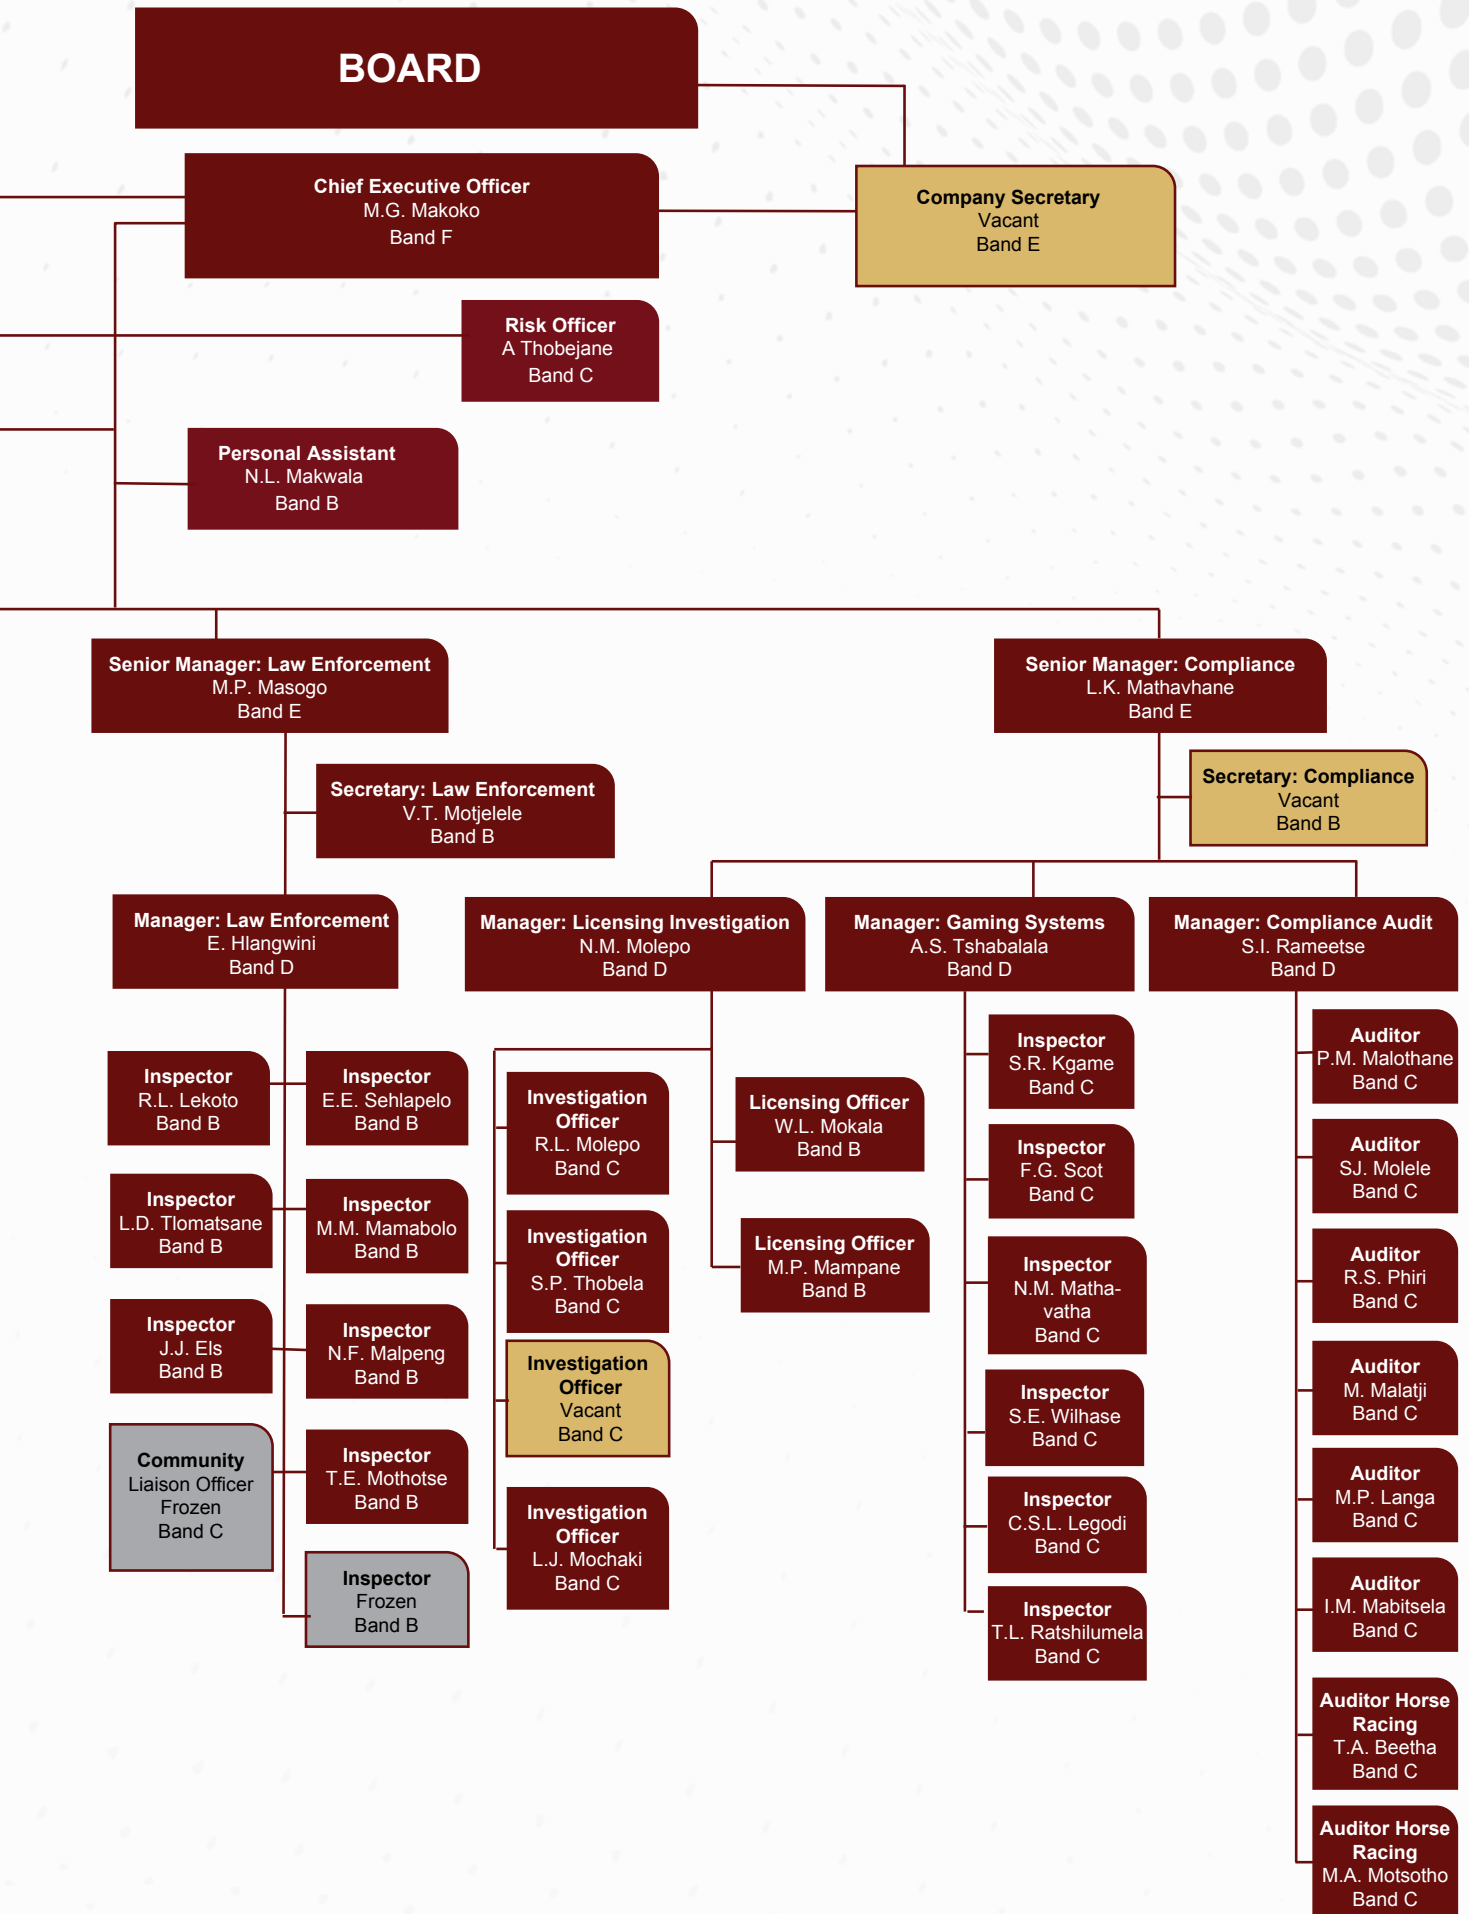 BOARD
Chief Executive Officer
M.G. Makoko
Band F
Company Secretary
Vacant
Band E
Risk Officer
A Thobejane
Band C
Personal Assistant
N.L. Makwala
Band B
Senior Manager: Law Enforcement
M.P. Masogo
Band E
Senior Manager: Compliance
L.K. Mathavhane
Band E
Secretary: Law Enforcement
V.T. Motjelele
Band B
Secretary: Compliance
Vacant
Band B
Manager: Law Enforcement
E. Hlangwini
Band D
Manager: Licensing Investigation
N.M. Molepo
Band D
Manager: Gaming Systems
A.S. Tshabalala
Band D
Manager: Compliance Audit
S.I. Rameetse
Band D
Inspector
R.L. Lekoto
Band B
Inspector
E.E. Sehlapelo
Band B
Inspector
L.D. Tlomatsane
Band B
Inspector
M.M. Mamabolo
Band B
Inspector
J.J. Els
Band B
Inspector
N.F. Malpeng
Band B
Community
Liaison Officer
Frozen
Band C
Inspector
T.E. Mothotse
Band B
Inspector
Frozen
Band B
Investigation
Officer
R.L. Molepo
Band C
Investigation
Officer
S.P. Thobela
Band C
Investigation
Officer
Vacant
Band C
Investigation
Officer
L.J. Mochaki
Band C
Licensing Officer
W.L. Mokala
Band B
Licensing Officer
M.P. Mampane
Band B
Inspector
S.R. Kgame
Band C
Inspector
F.G. Scot
Band C
Inspector
N.M. Matha-
vatha
Band C
Inspector
S.E. Wilhase
Band C
Inspector
C.S.L. Legodi
Band C
Inspector
T.L. Ratshilumela
Band C
Auditor
P.M. Malothane
Band C
Auditor
SJ. Molele
Band C
Auditor
R.S. Phiri
Band C
Auditor
M. Malatji
Band C
Auditor
M.P. Langa
Band C
Auditor
I.M. Mabitsela
Band C
Auditor Horse
Racing
T.A. Beetha
Band C
Auditor Horse
Racing
M.A. Motsotho
Band C